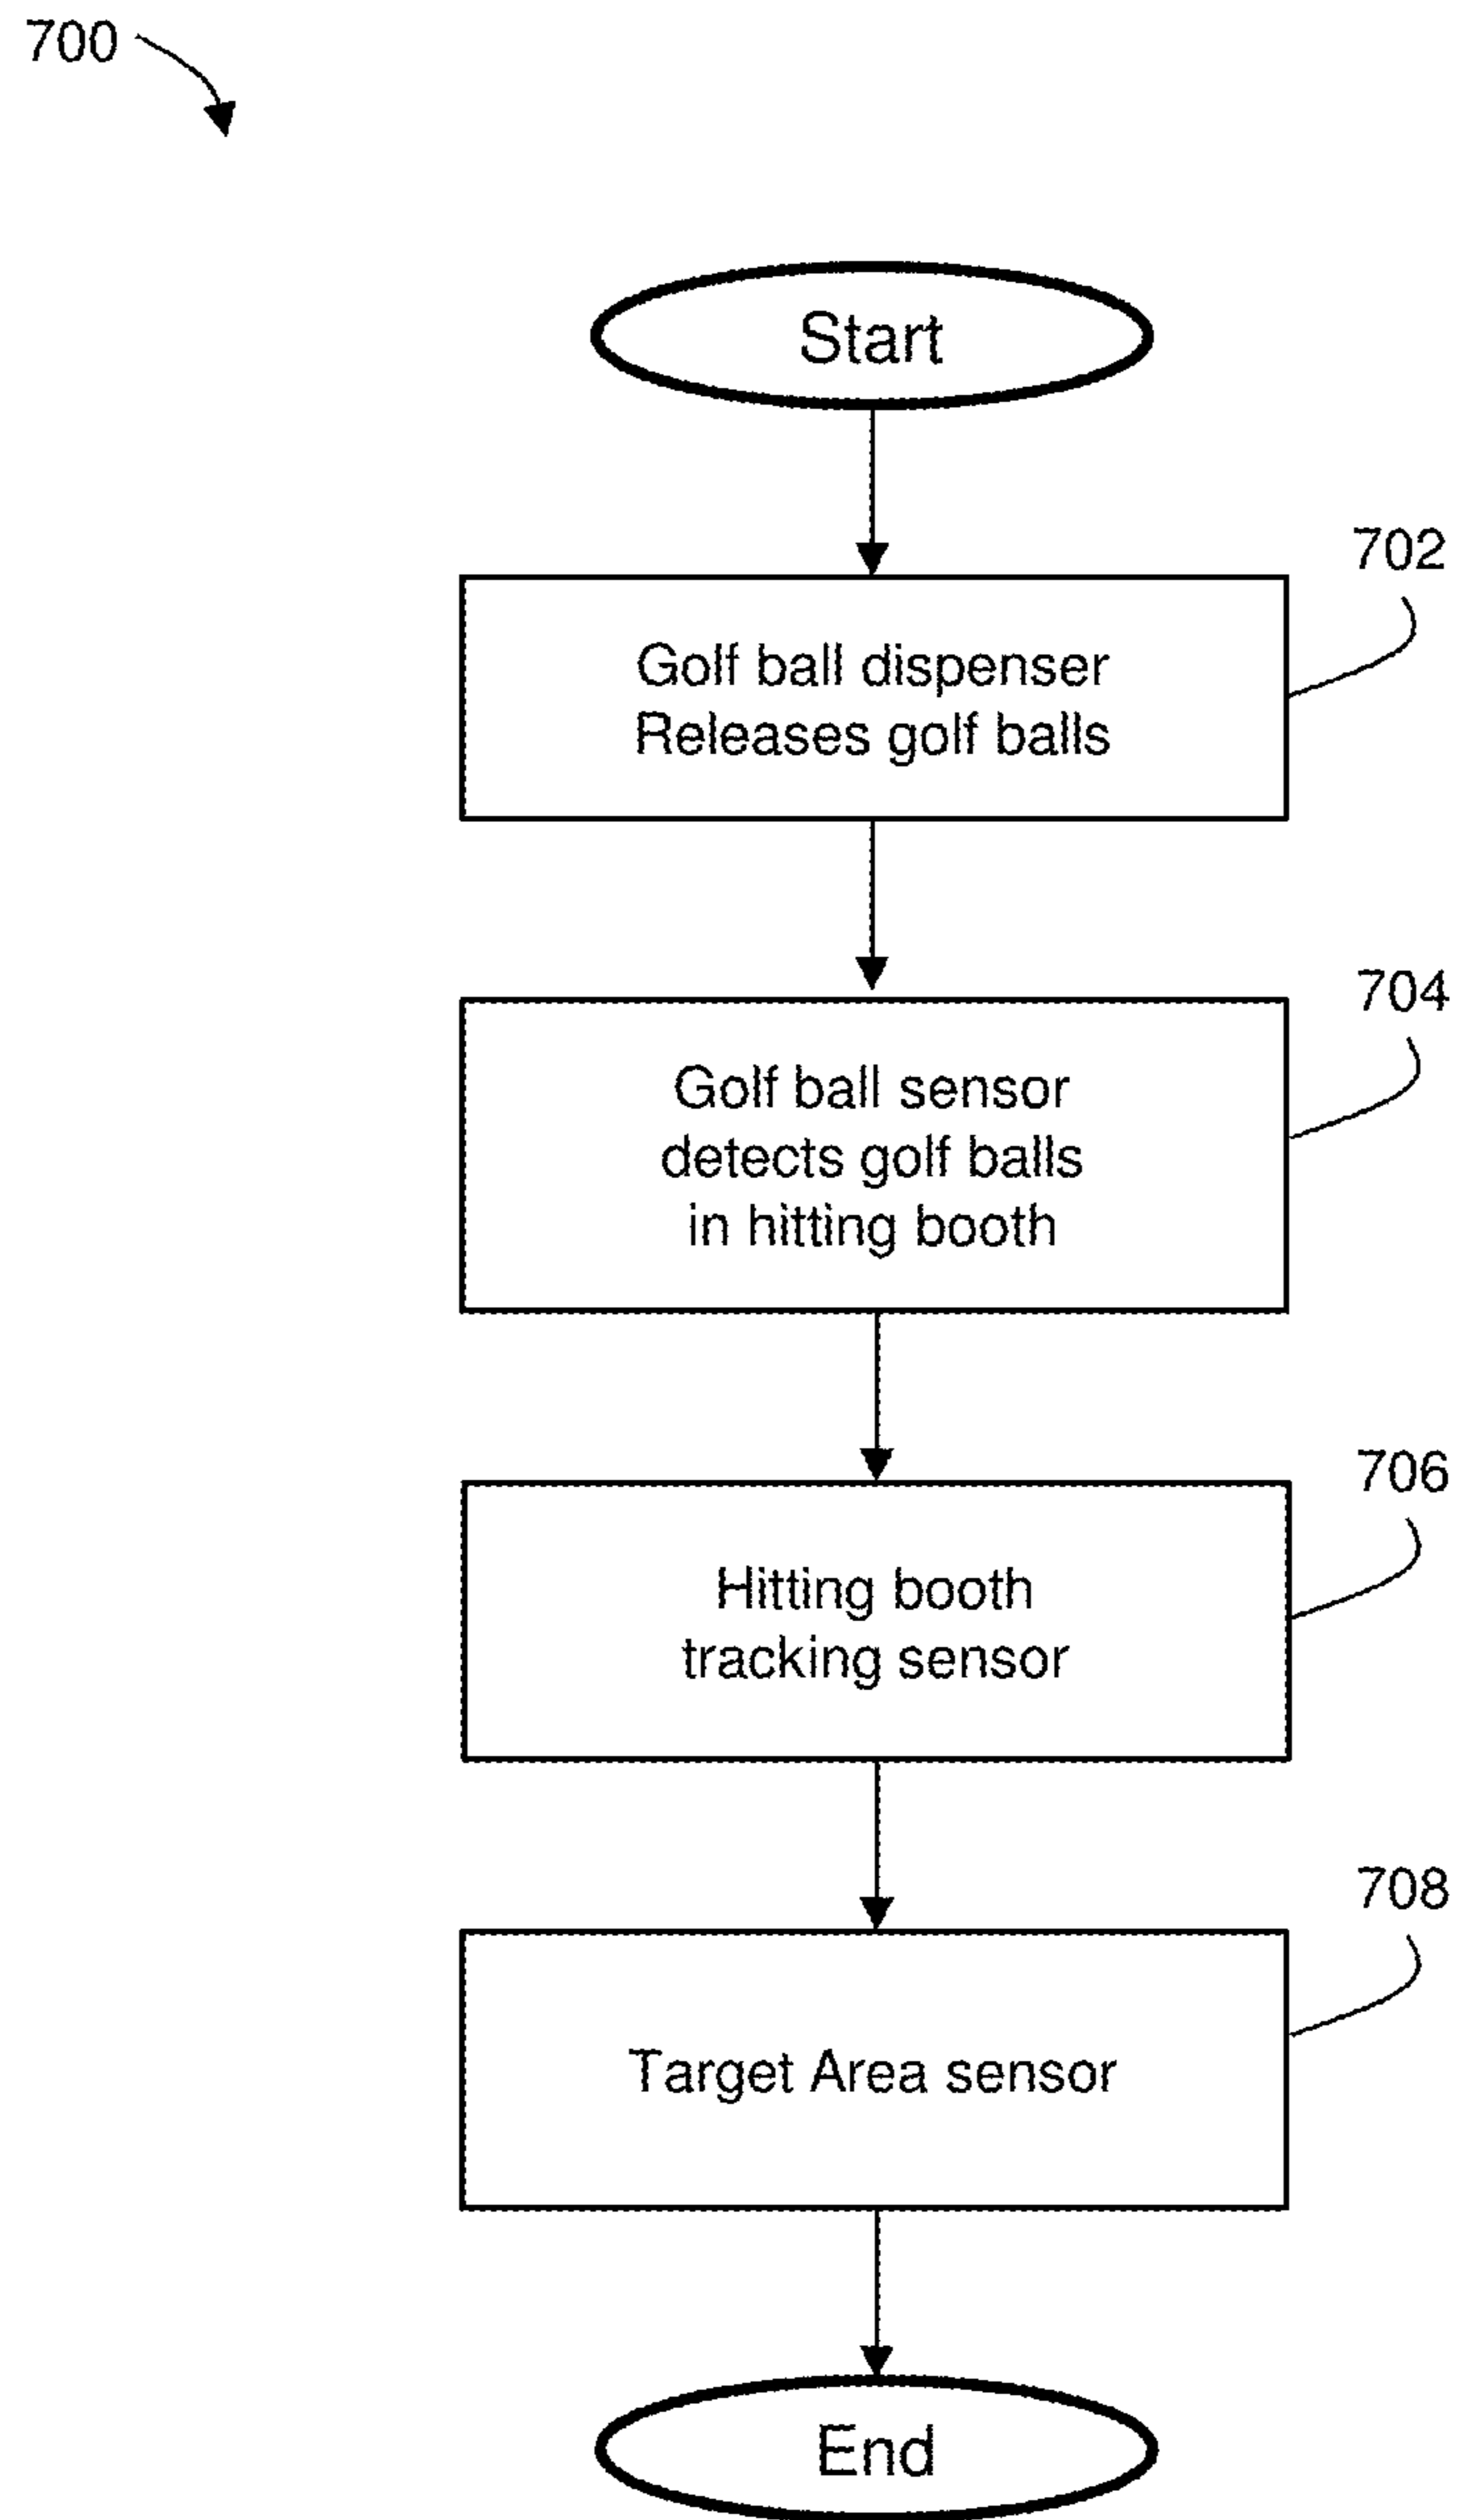 700
Start
702
Golf ball dispenser
Releases golf balls
704
Golf ball sensor
detects golf balls
in hitting booth
706
Hitting booth
tracking sensor
708
Target Area sensor
End